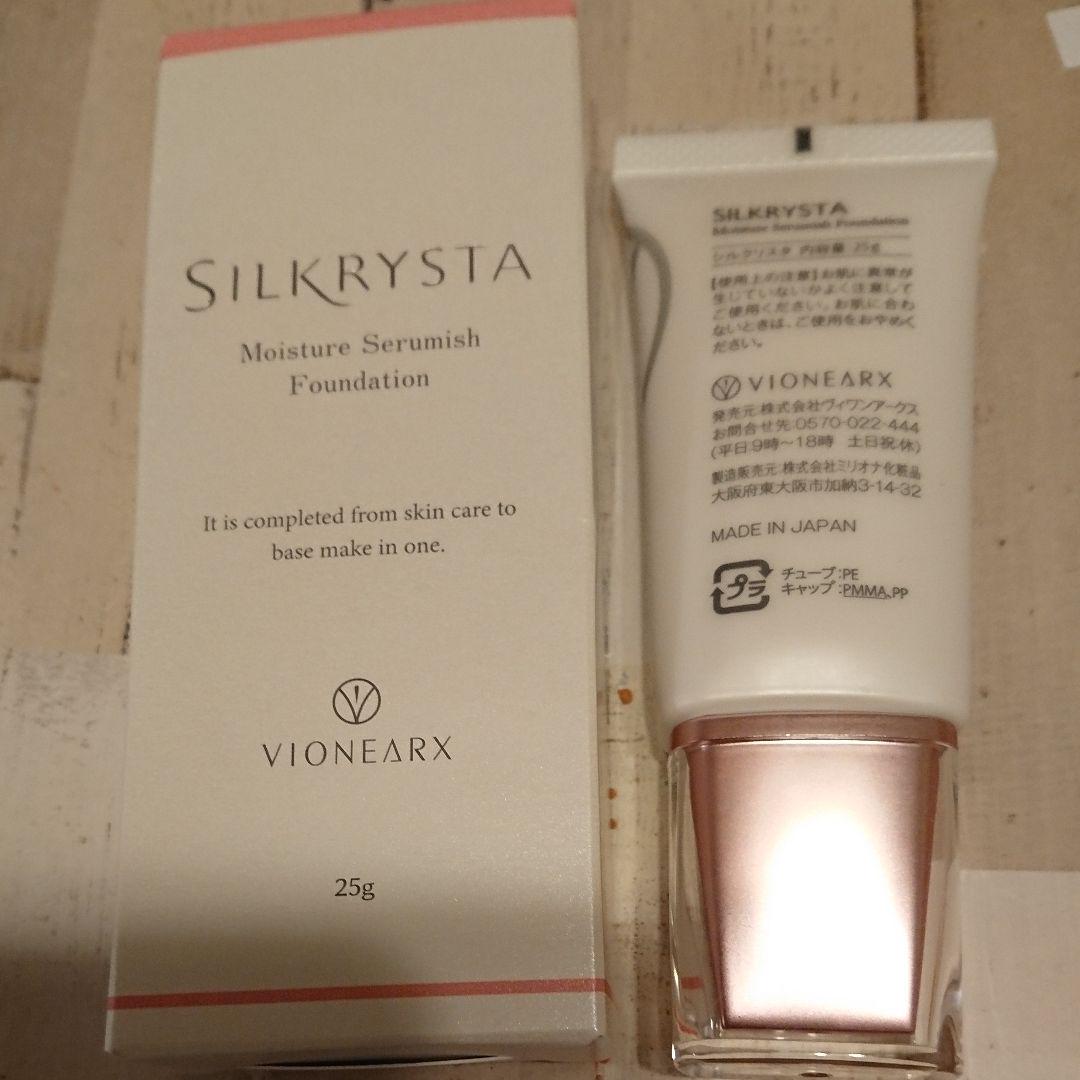 SILKRYSTA
Moisture Serumish
Foundation
It is completed from skin care to
base make in one.
VIONEARX
25g
SILKRYSTA
Moisture Serumish Foundation
シルクリスタ 内容量 25g
【使用上の注意】お肌に異常が
生じていないかよく注意して
ご使用ください。お肌に合わ
ないときは、ご使用をおやめく
ださい。
VIONEARX
発売元:株式会社ヴィワンアークス
お問合せ先:0570-022-444
(平日:9時～18時 土日祝:休)
製造販売元:株式会社ミリオナ化粧品
大阪府東大阪市加納3-14-32
MADE IN JAPAN
プラ
チューブ:PE
キャップ:PMMA、PP